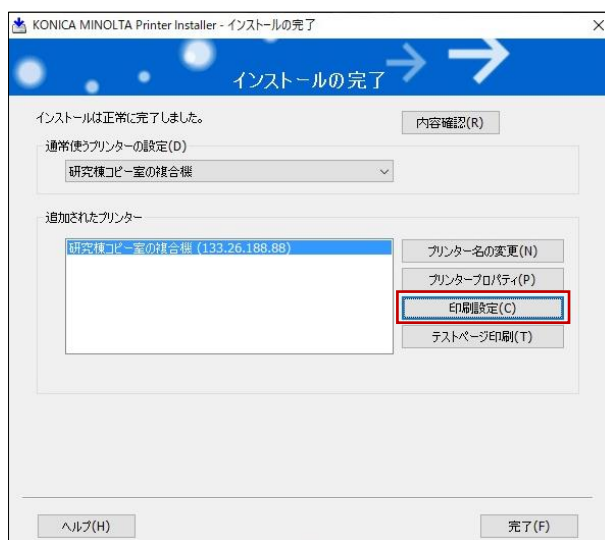 KONICA MINOLTA Printer Installer - インストールの完了
インストールの完了
インストールは正常に完了しました。
内容確認(R)
通常使うプリンターの設定(D)
研究棟コピー室の複合機
追加されたプリンター
研究棟コピー室の複合機 (133.26.188.88)
プリンター名の変更(N)
プリンタープロパティ(P)
印刷設定(C)
テストページ印刷(T)
ヘルプ(H)
完了(F)